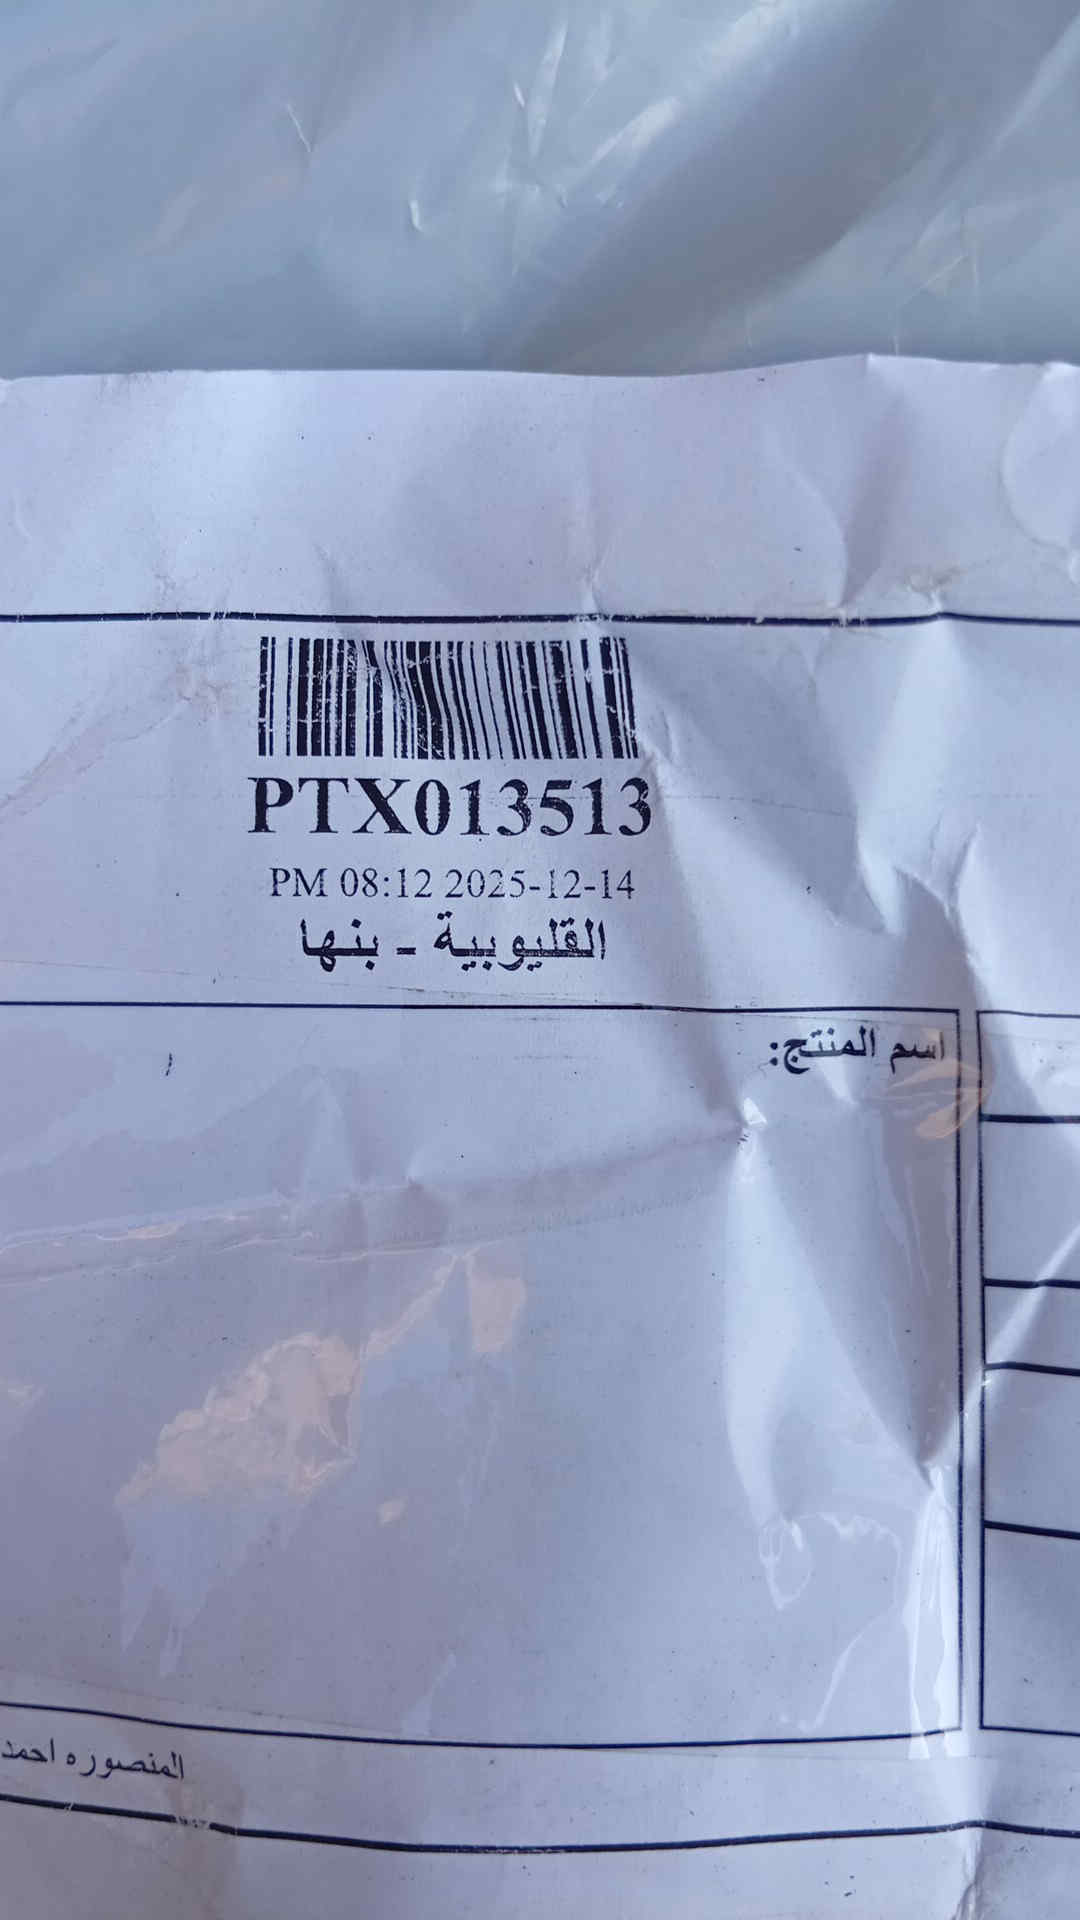 PTX013513
PM 08:12 2025-12-14
القليوبية - بنها
اسم المنتج:
المنصوره احمد